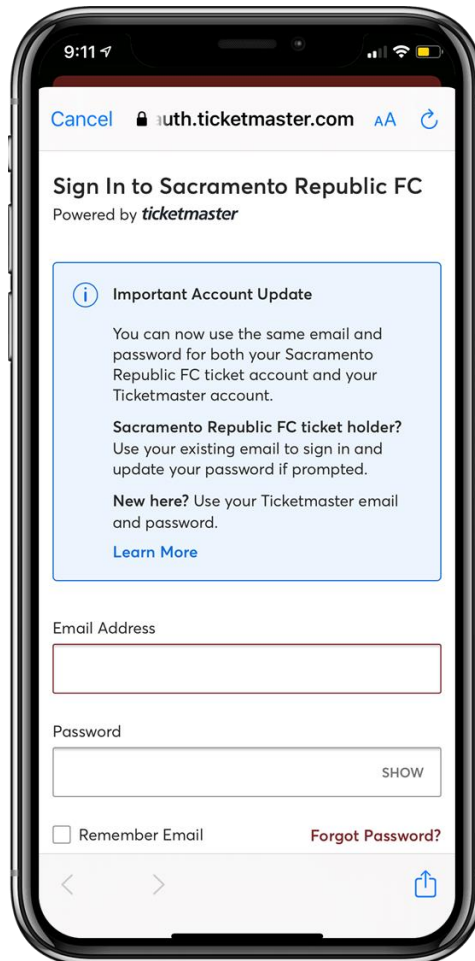 9:11
Cancel uth.ticketmaster.com AA
Sign In to Sacramento Republic FC
Powered by ticketmaster
Important Account Update
You can now use the same email and
password for both your Sacramento
Republic FC ticket account and your
Ticketmaster account.
Sacramento Republic FC ticket holder?
Use your existing email to sign in and
update your password if prompted.
New here? Use your Ticketmaster email
and password.
Learn More
Email Address
Password
SHOW
Remember Email Forgot Password?